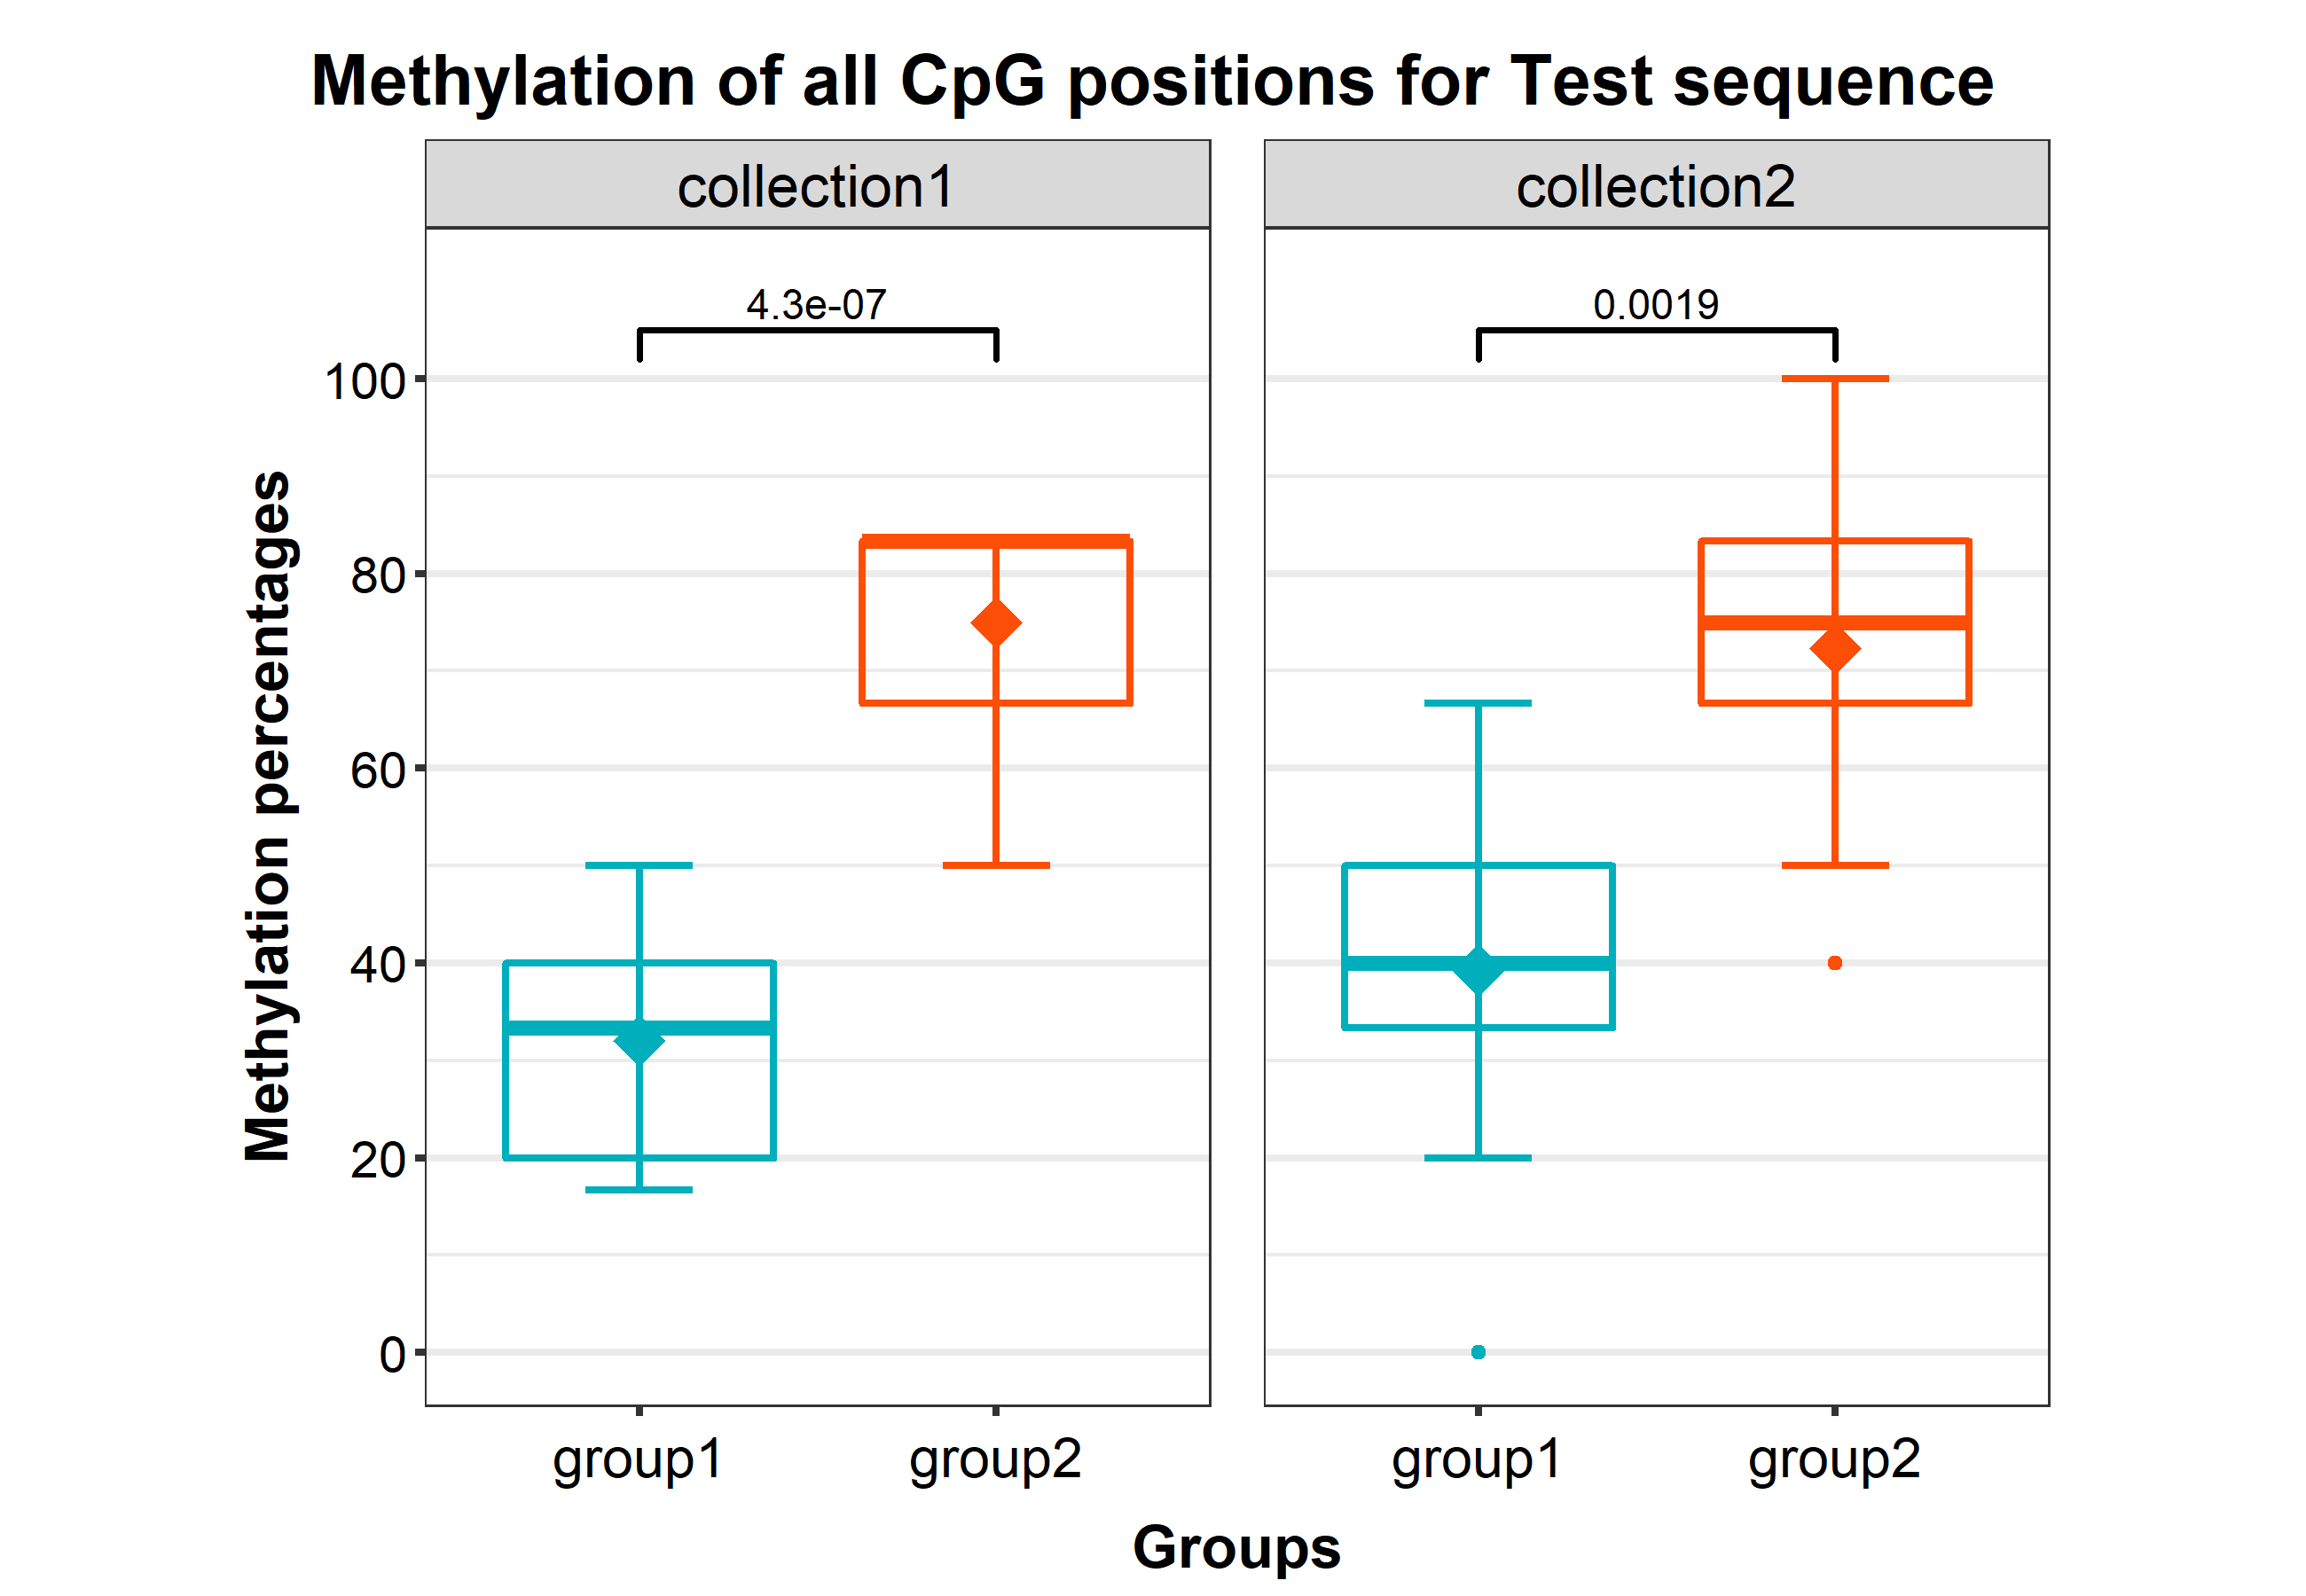 Methylation of all CpG positions for Test sequence
collection1
collection2
4.3e-07
0.0019
Methylation percentages
100
80
60
40
20
0
group1
group2
group1
group2
Groups